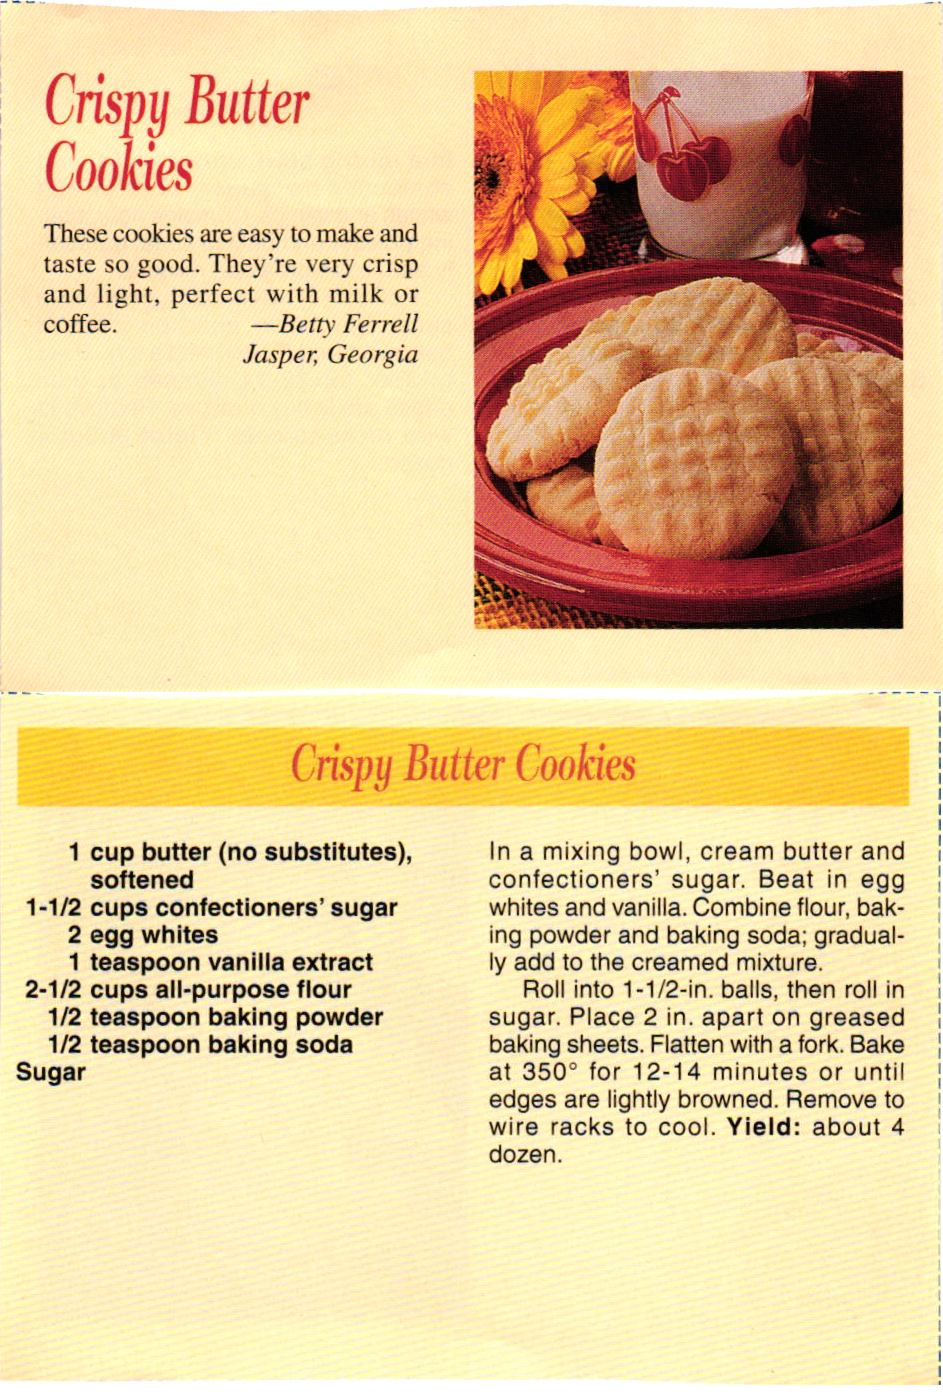 Crispy Butter
Cookies
These cookies are easy to make and
taste so good. They're very crisp
and light, perfect with milk or
coffee. —Betty Ferrell
Jasper, Georgia
Crispy Butter Cookies
1 cup butter (no substitutes),
softened
1-1/2 cups confectioners' sugar
2 egg whites
1 teaspoon vanilla extract
2-1/2 cups all-purpose flour
1/2 teaspoon baking powder
1/2 teaspoon baking soda
Sugar
In a mixing bowl, cream butter and
confectioners' sugar. Beat in egg
whites and vanilla. Combine flour, bak-
ing powder and baking soda; gradual-
ly add to the creamed mixture.
Roll into 1-1/2-in. balls, then roll in
sugar. Place 2 in. apart on greased
baking sheets. Flatten with a fork. Bake
at 350° for 12-14 minutes or until
edges are lightly browned. Remove to
wire racks to cool. Yield: about 4
dozen.